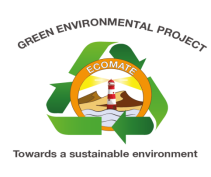 GREEN ENVIRONMENTAL PROJECT
ECOMATE
Towards a sustainable environment